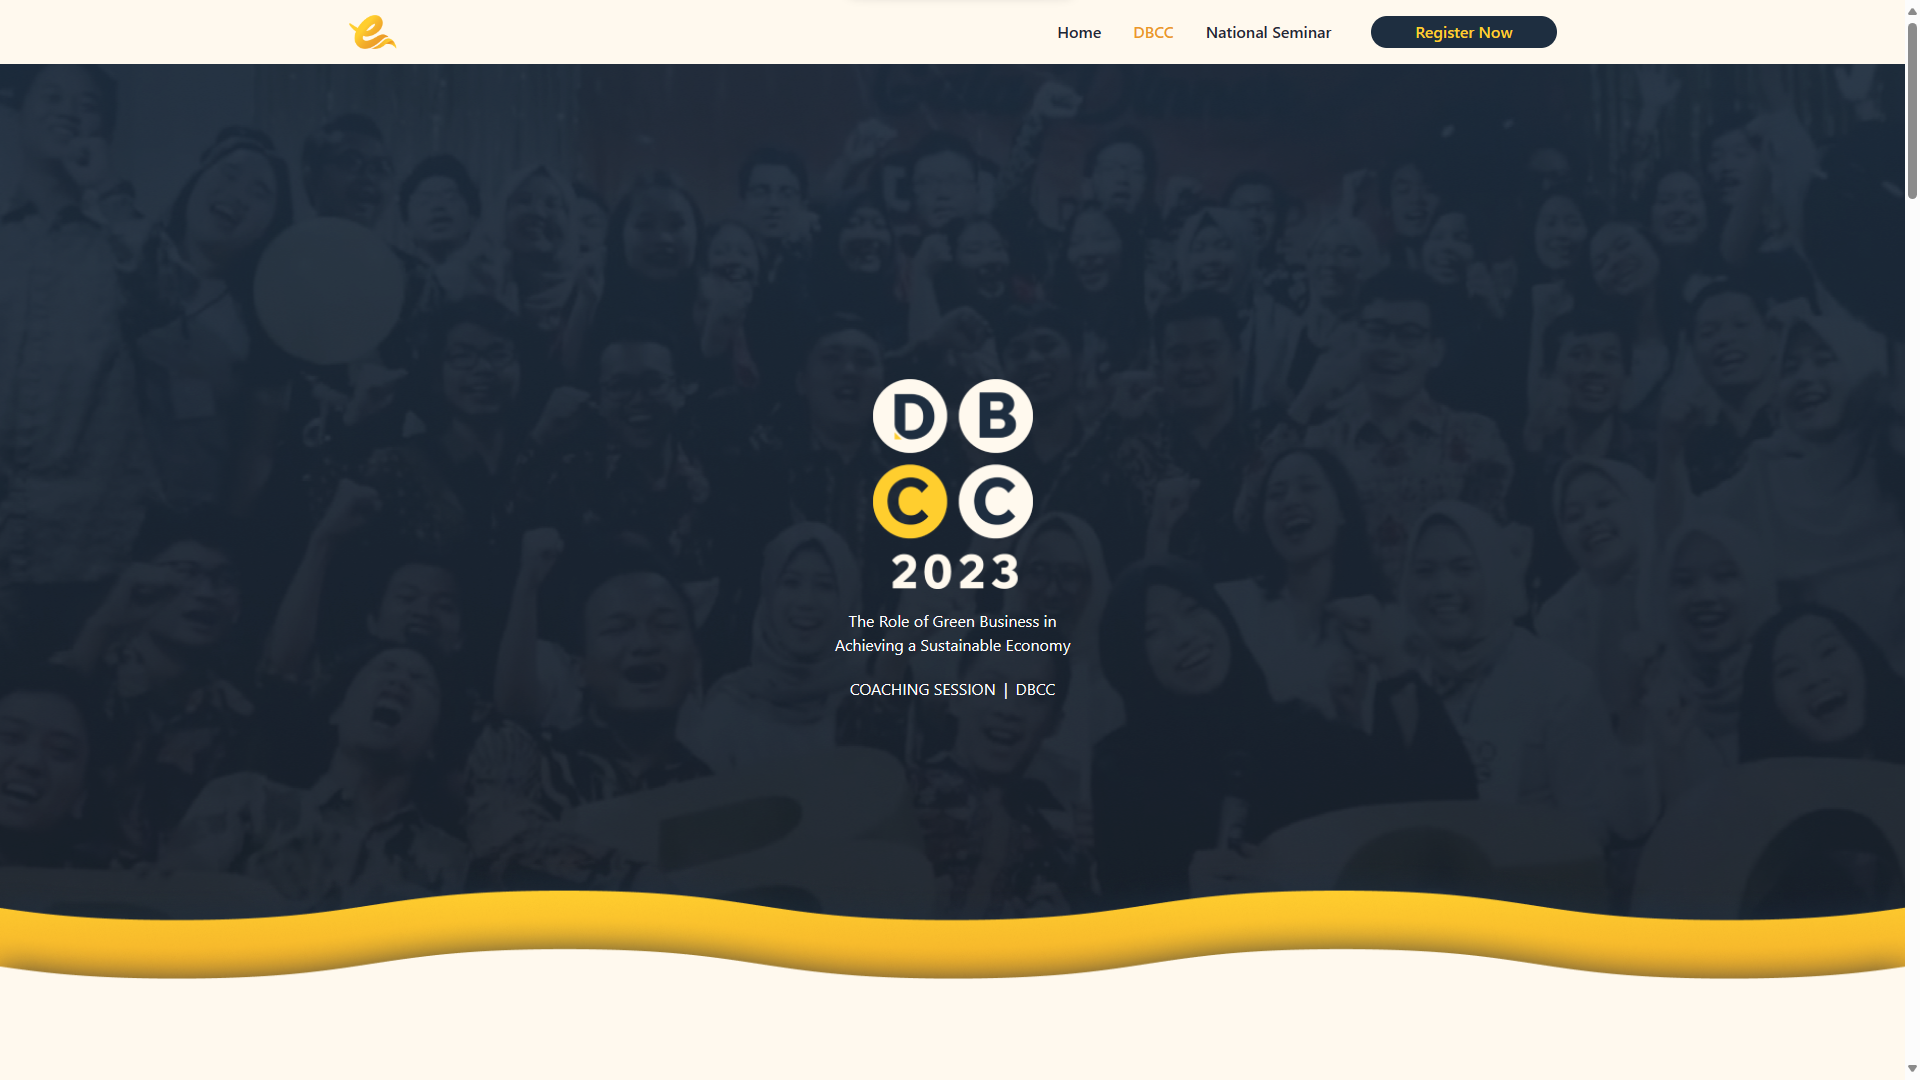 e
Home
DBCC
National Seminar
Register Now
D B
C C
2023
The Role of Green Business in
Achieving a Sustainable Economy
COACHING SESSION | DBCC